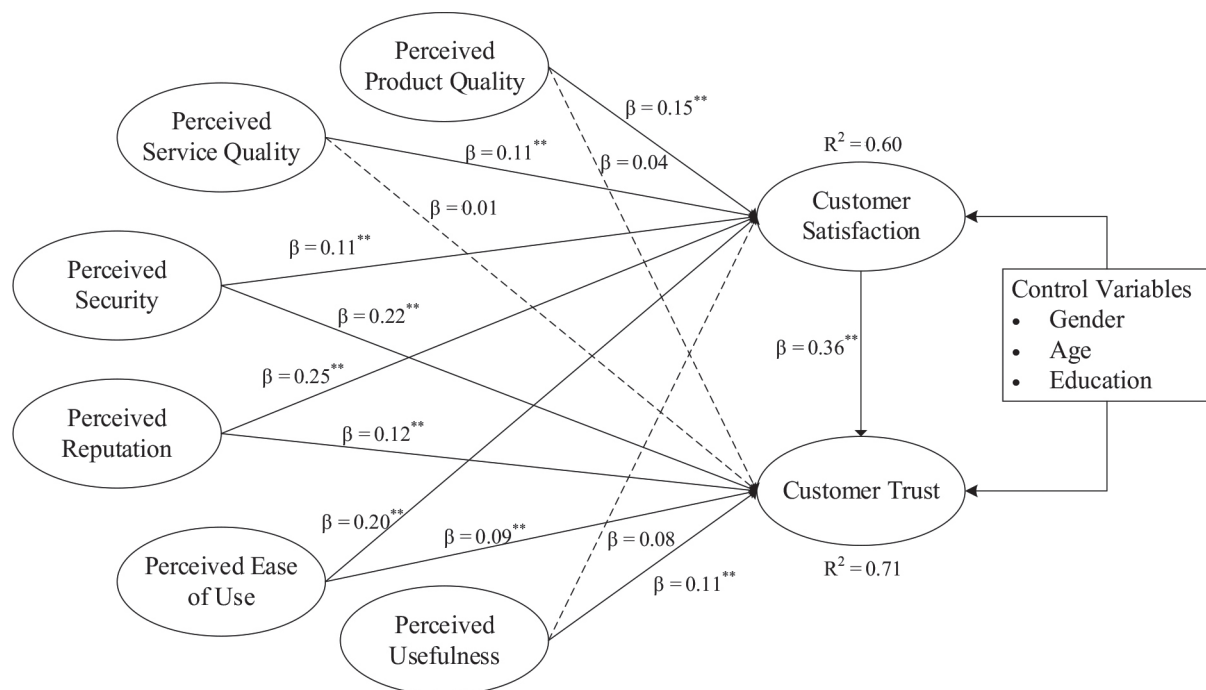 Perceived
Product Quality
Perceived
Service Quality
Perceived
Security
Perceived
Reputation
Perceived Ease
of Use
Perceived
Usefulness
β = 0.15**
β = 0.11**
β = 0.04
β = 0.01
β = 0.11**
β = 0.22**
β = 0.25**
β = 0.12**
β = 0.20**
β = 0.09**
β = 0.08
β = 0.11**
R² = 0.60
Customer
Satisfaction
β = 0.36**
Customer Trust
R² = 0.71
Control Variables
• Gender
• Age
• Education